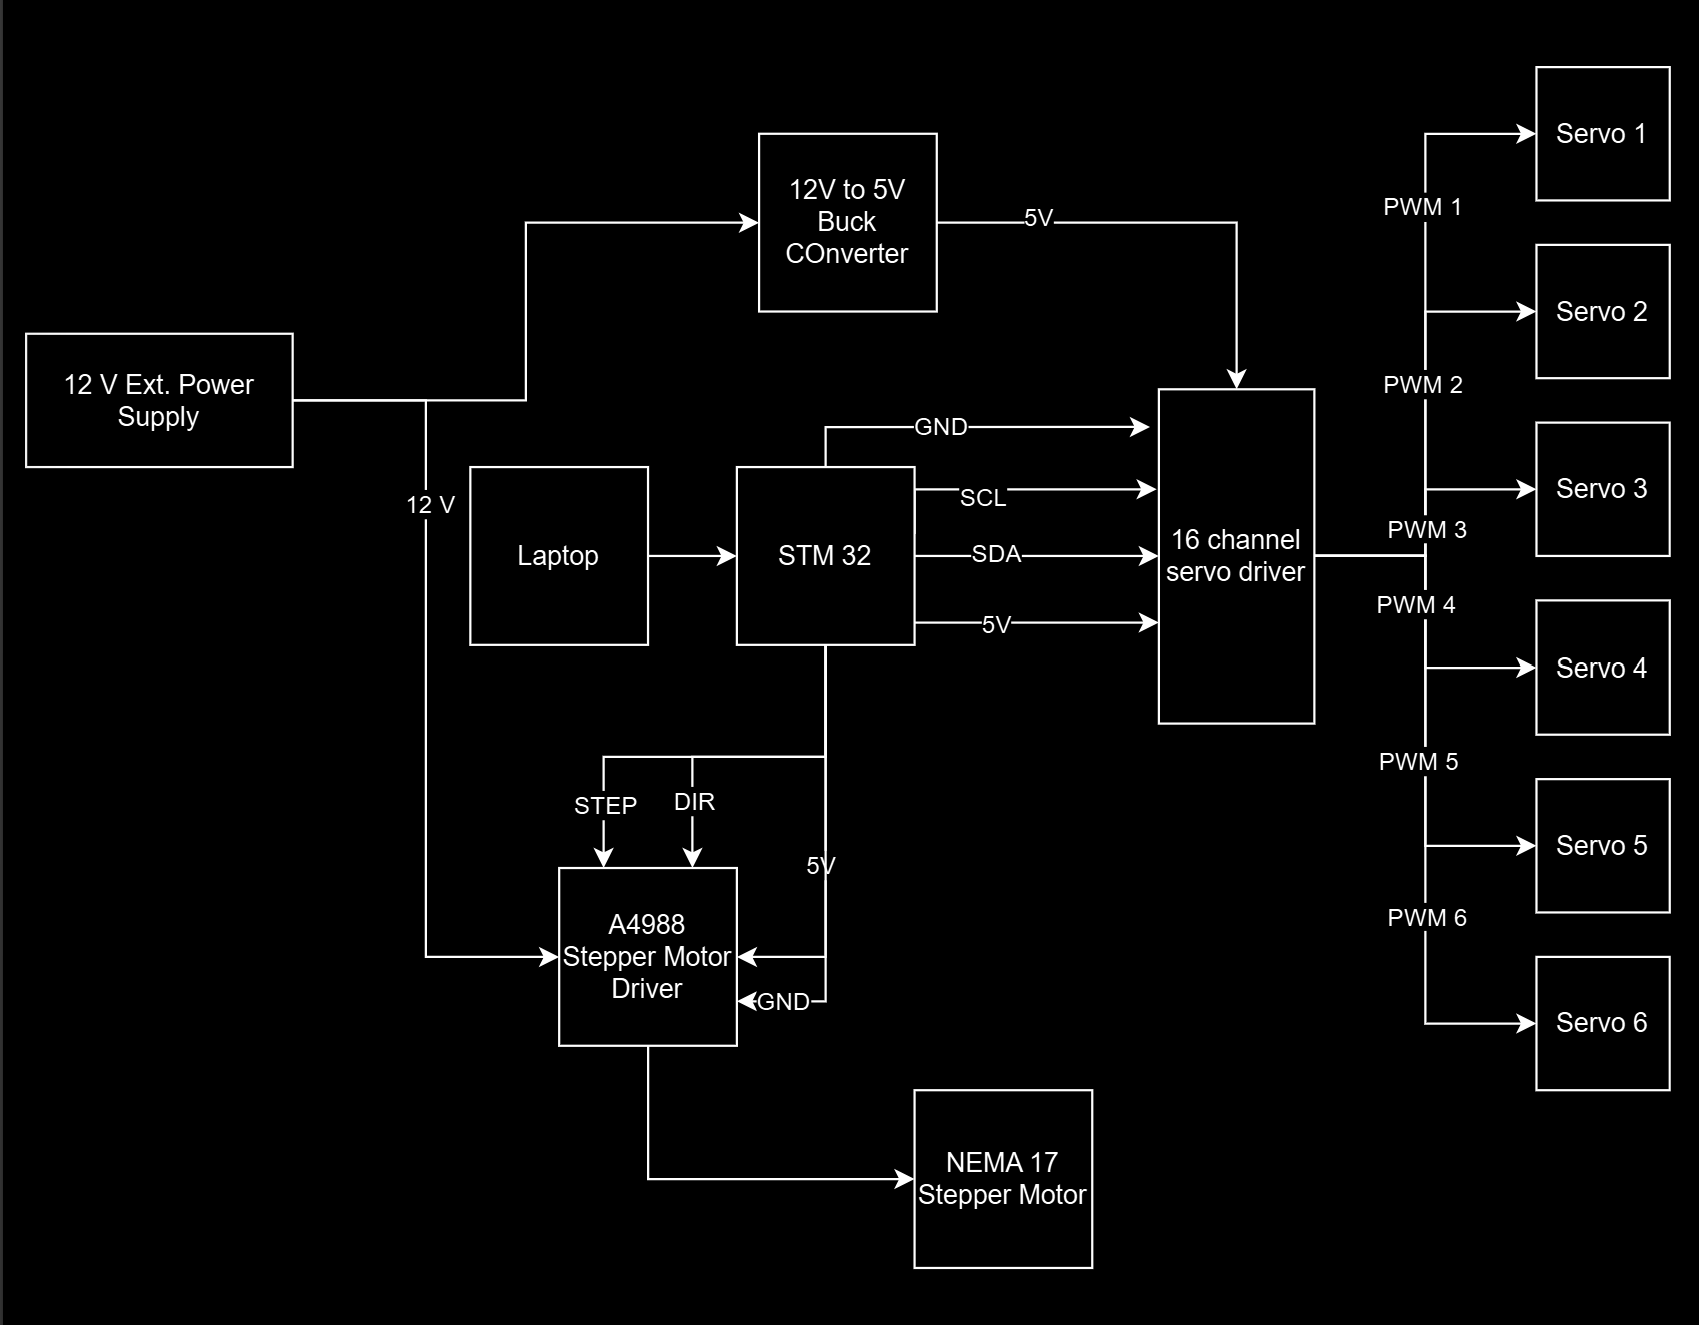 Servo 1
12V to 5V
Buck
COnverter
5V
PWM 1
Servo 2
12 V Ext. Power
Supply
PWM 2
GND
12 V
SCL
Servo 3
Laptop
STM 32
SDA
16 channel
servo driver
PWM 3
5V
PWM 4
Servo 4
STEP
DIR
PWM 5
5V
Servo 5
A4988
Stepper Motor
Driver
GND
PWM 6
Servo 6
NEMA 17
Stepper Motor